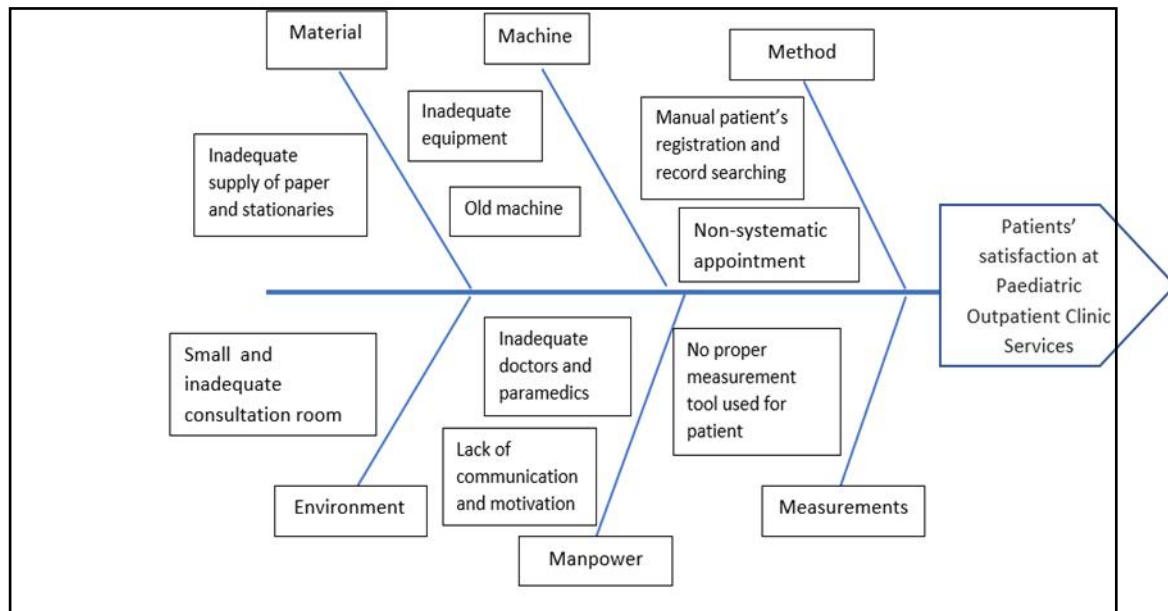 Material
Machine
Method
Inadequate
equipment
Manual patient's
registration and
record searching
Inadequate
supply of paper
and stationaries
Old machine
Non-systematic
appointment
Patients'
satisfaction at
Paediatric
Outpatient Clinic
Services
Small and
inadequate
consultation room
Inadequate
doctors and
paramedics
No proper
measurement
tool used for
patient
Lack of
communication
and motivation
Environment
Manpower
Measurements